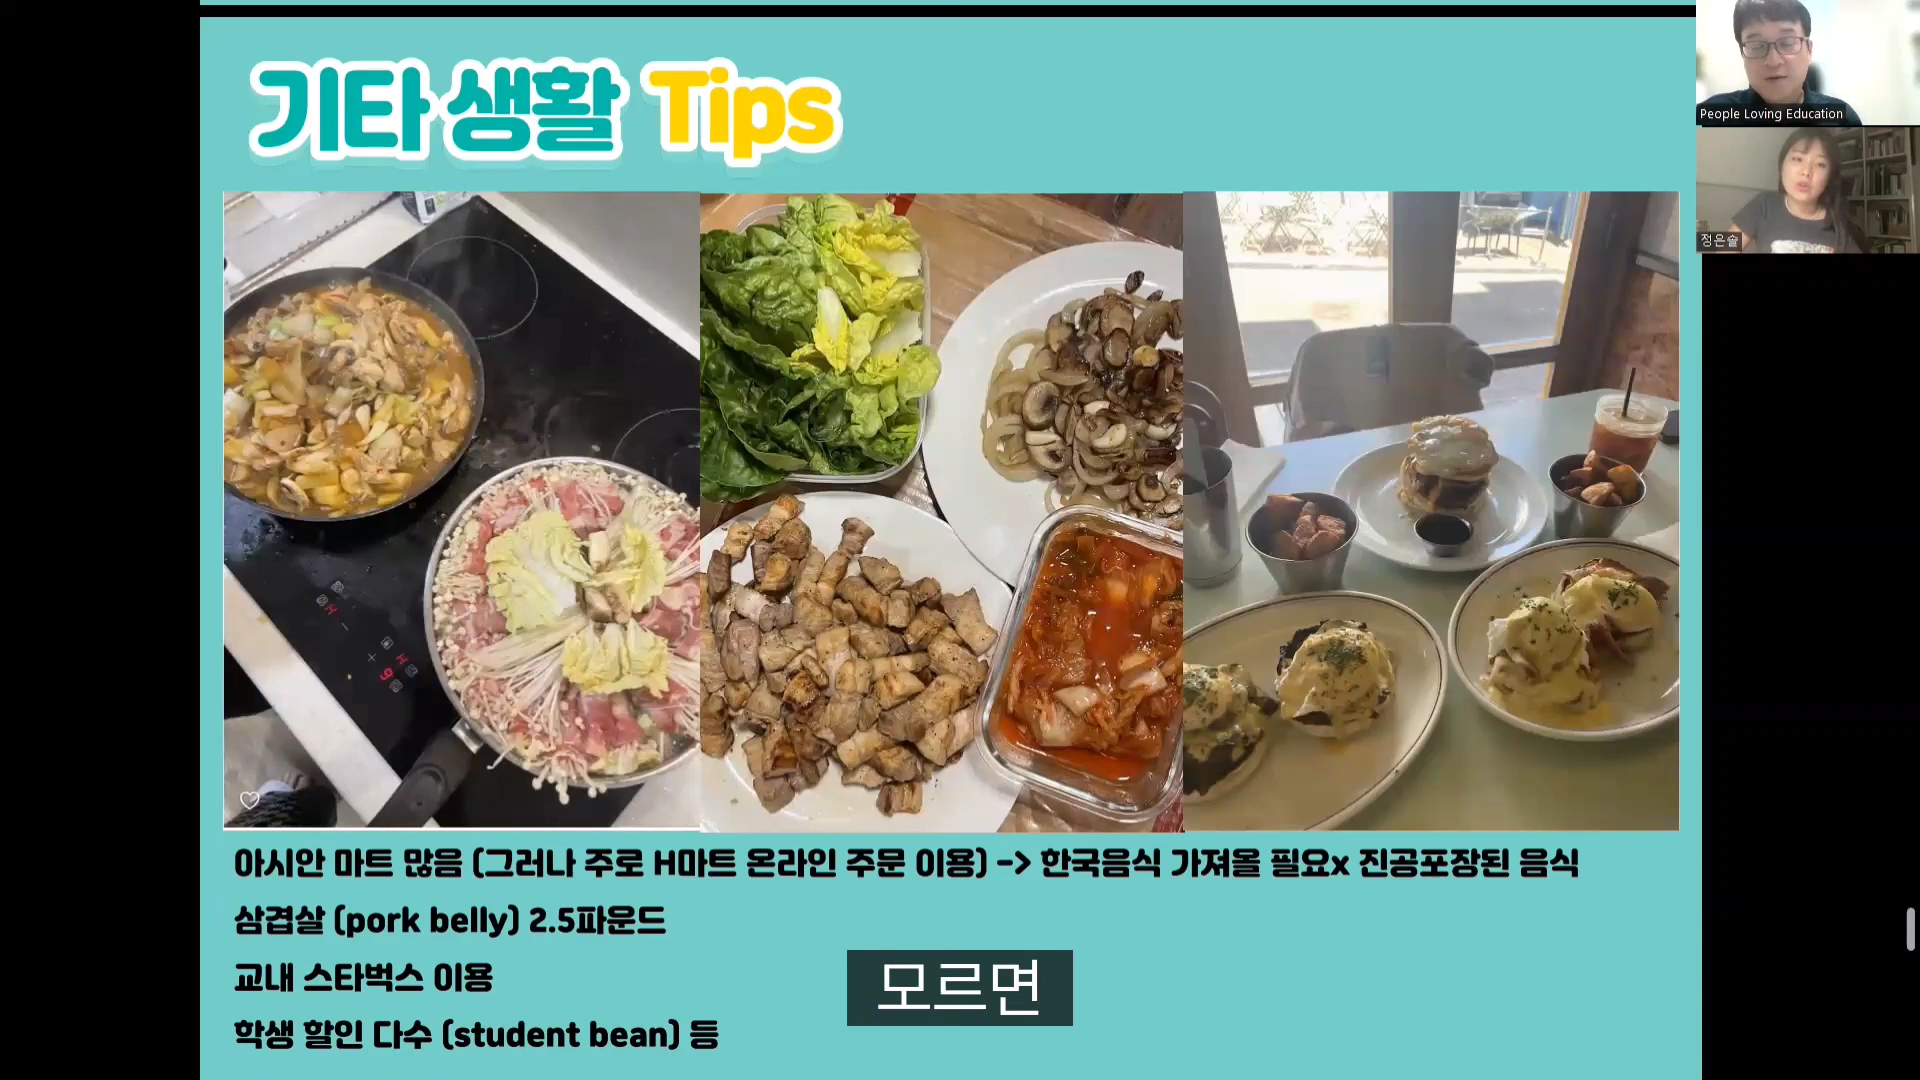 기타 생활 Tips
People Loving Education
정은솔
아시안 마트 많음 (그러나 주로 H마트 온라인 주문 이용) -> 한국음식 가져올 필요x 진공포장된 음식
삼겹살 (pork belly) 2.5파운드
교내 스타벅스 이용
학생 할인 다수 (student bean) 등
모르면